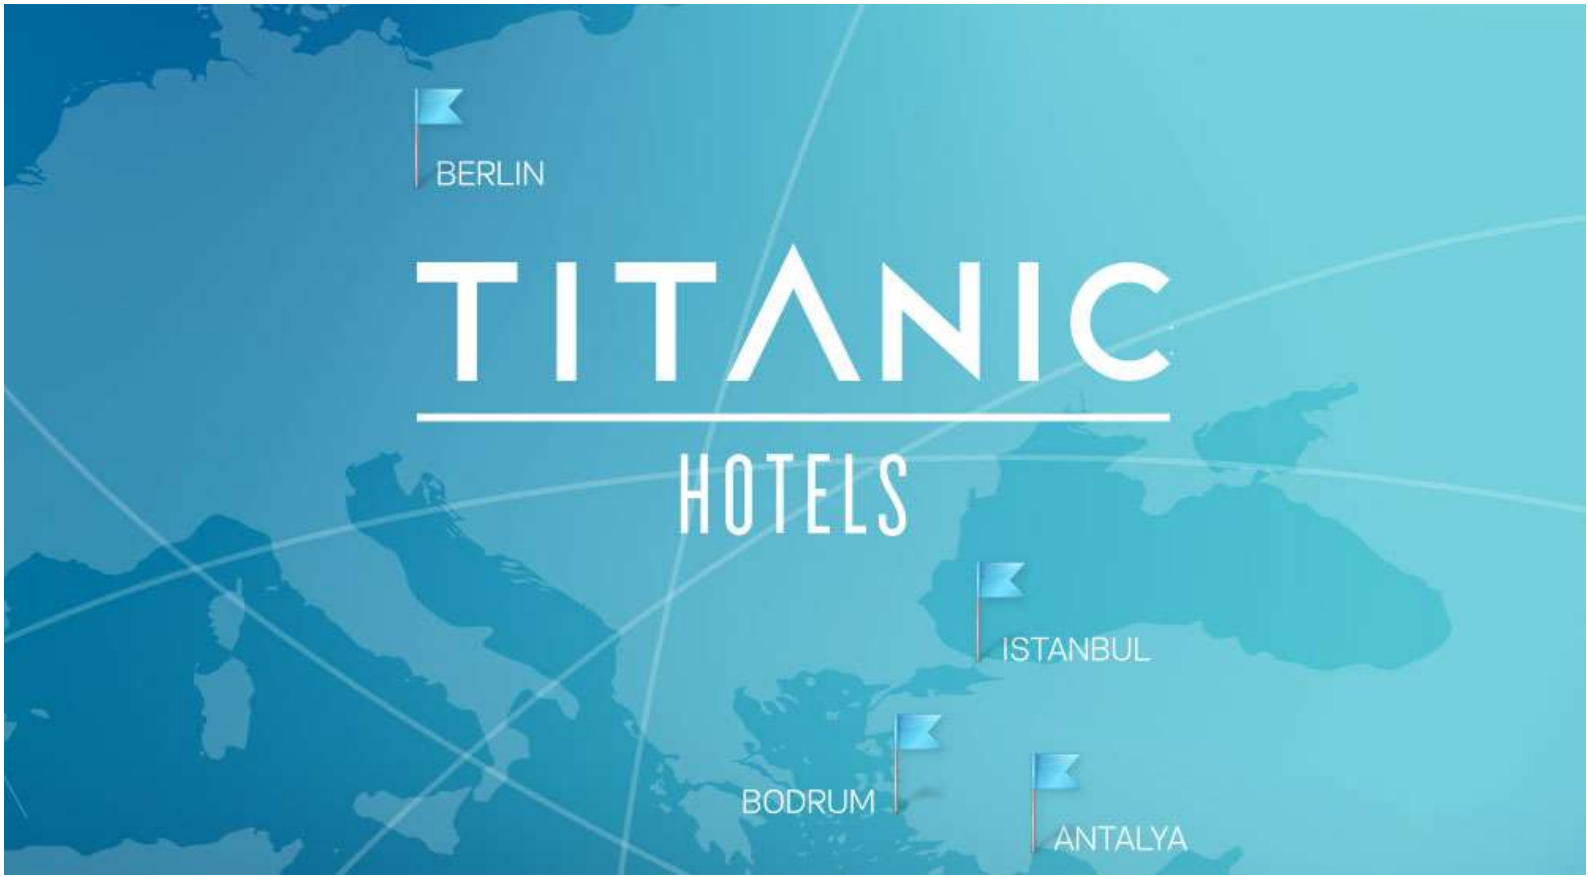 BERLIN
TITANIC
HOTELS
ISTANBUL
BODRUM
ANTALYA